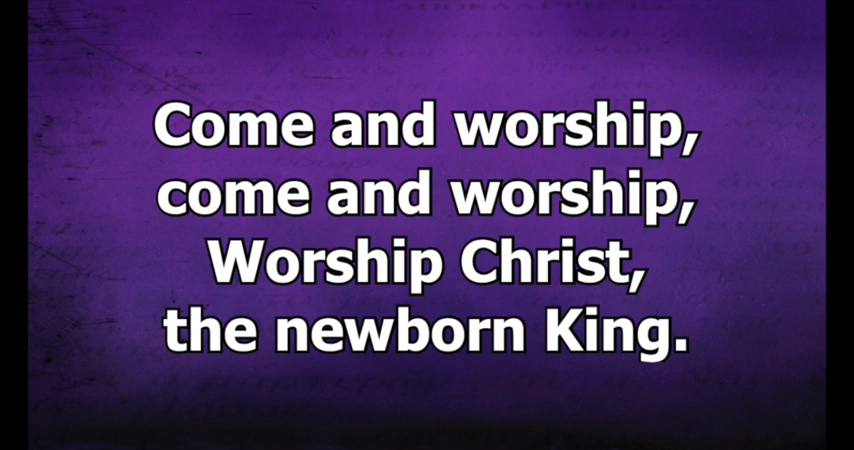 Come and worship,
come and worship,
Worship Christ,
the newborn King.